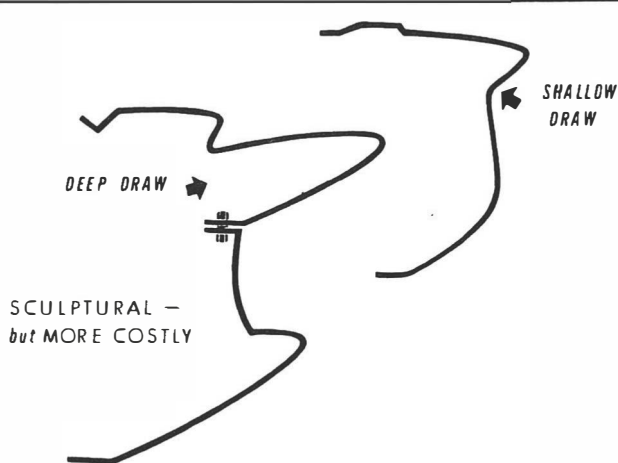 SHALLOW
DRAW
DEEP DRAW
SCULPTURAL —
but MORE COSTLY